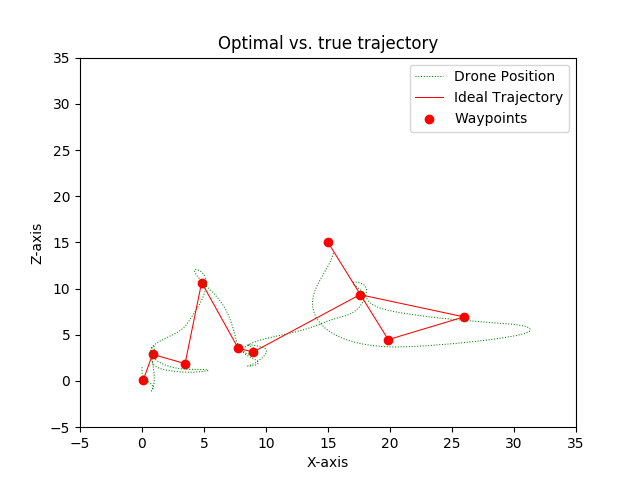 Optimal vs. true trajectory
Drone Position
Ideal Trajectory
Waypoints
35
30
25
20
15
10
5
0
−5
Z-axis
−5 0 5 10 15 20 25 30 35
X-axis